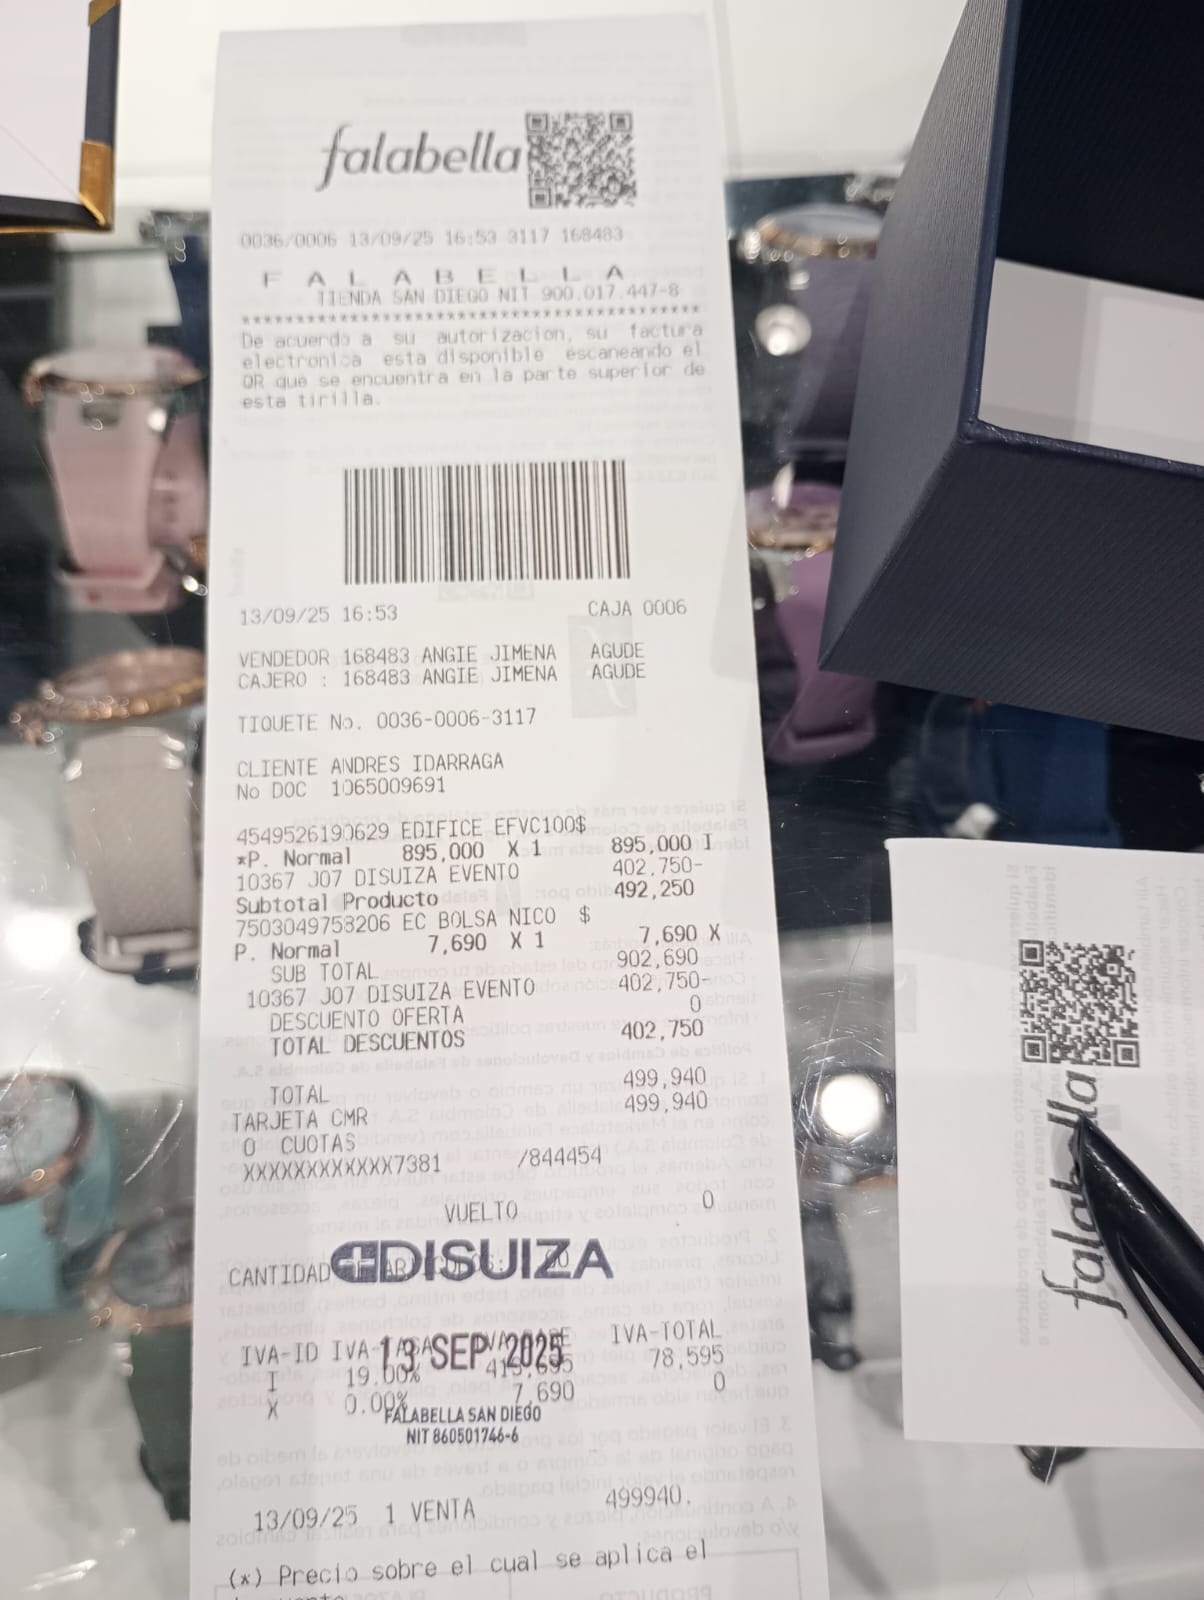 falabella
0036/0006 13/09/25 16:53 3117 168483
F A L A B E L L A
TIENDA SAN DIEGO NIT 900.017.447-8
****************************************
De acuerdo a su autorizacion, su factura
electronica esta disponible escaneando el
QR que se encuentra en la parte superior de
esta tirilla.
13/09/25 16:53 CAJA 0006
VENDEDOR 168483 ANGIE JIMENA AGUDE
CAJERO : 168483 ANGIE JIMENA AGUDE
TIQUETE No. 0036-0006-3117
CLIENTE ANDRES IDARRAGA
No DOC 1065009691
4549526190629 EDIFICE EFVC100$
*P. Normal 895,000 X 1 895,000 I
10367 J07 DISUIZA EVENTO 402,750-
Subtotal Producto 492,250
7503049758206 EC BOLSA NICO $
P. Normal 7,690 X 1 7,690 X
SUB TOTAL 902,690
10367 J07 DISUIZA EVENTO 402,750-
DESCUENTO OFERTA 0
TOTAL DESCUENTOS 402,750
TOTAL 499,940
TARJETA CMR 499,940
0 CUOTAS
XXXXXXXXXXXX7381 /844454
VUELTO 0
CANTIDAD
DISUIZA
IVA-ID IVA-TASA IVA-TOTAL
13 SEP 2025
I 19.00% 78,595
X 0.00% 7,690 0
FALABELLA SAN DIEGO
NIT 860501746-6
13/09/25 1 VENTA 499940.
(*) Precio sobre el cual se aplica el
falabella